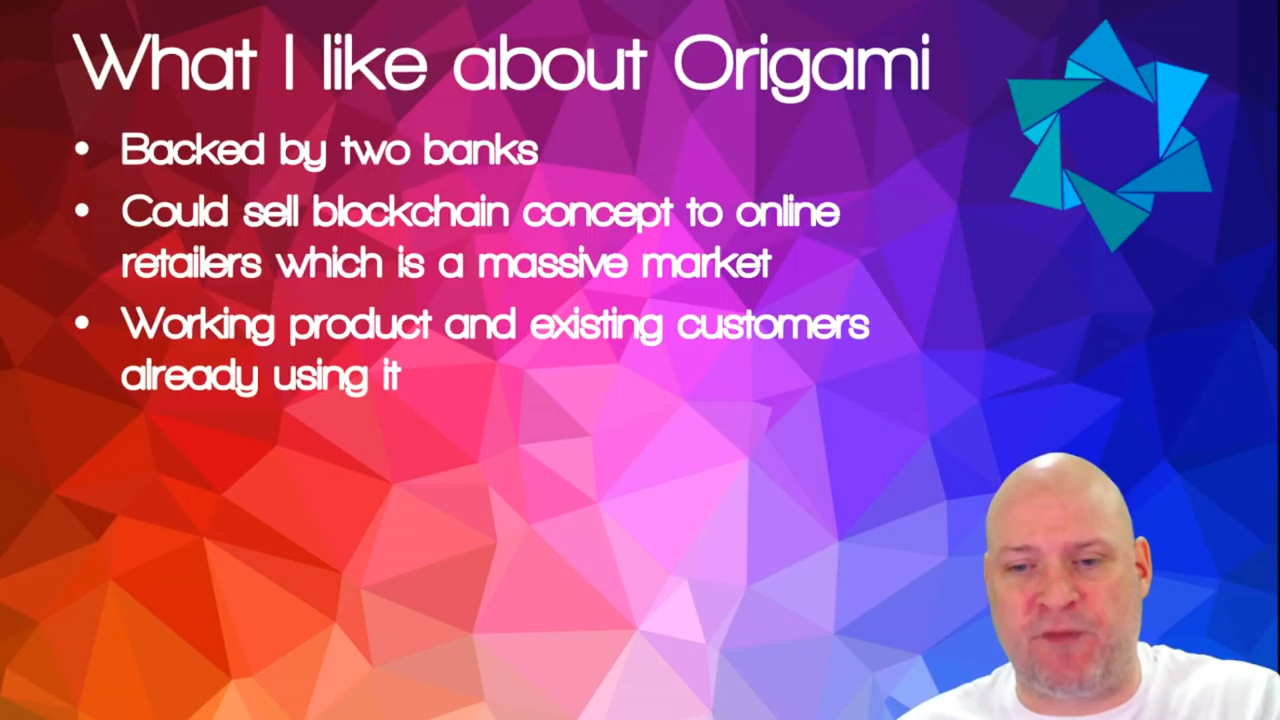 What I like about Origami
• Backed by two banks
• Could sell blockchain concept to online
retailers which is a massive market
• Working product and existing customers
already using it